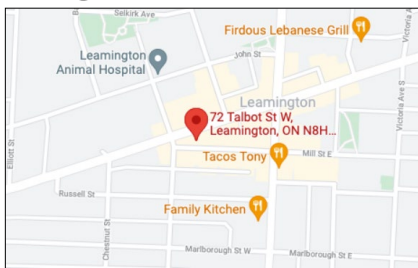 Selkirk Ave
Firdous Lebanese Grill
Victoria A
Leamington
Animal Hospital
John St
Leamington
72 Talbot St W,
Leamington, ON N8H...
Victoria Ave S
Elliott St
Tacos Tony
Mill St E
Russell St
Family Kitchen
Chestnut St
Marlborough St W
Marlborough St E